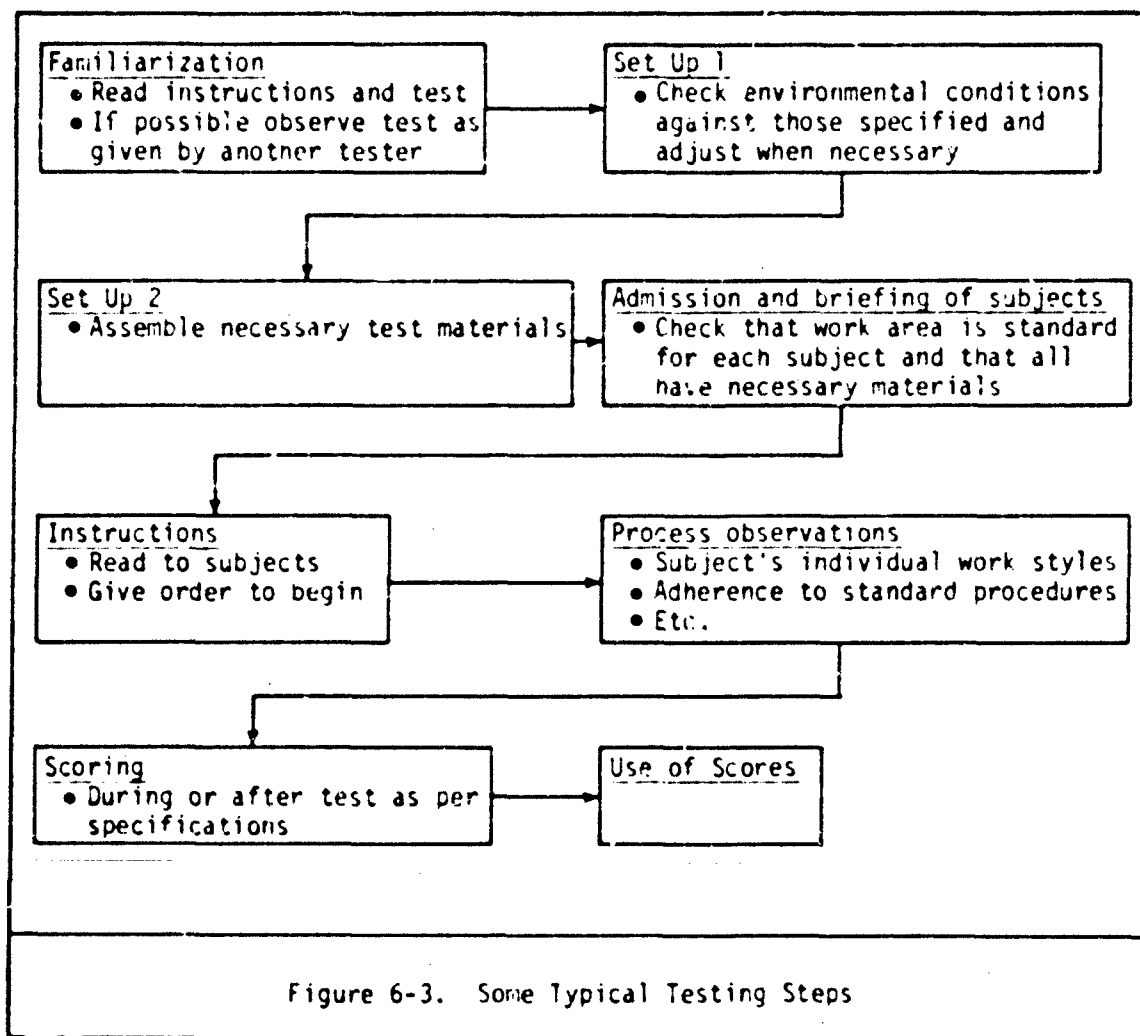 Familiarization
• Read instructions and test
• If possible observe test as
given by another tester
Set Up 1
• Check environmental conditions
against those specified and
adjust when necessary
Set Up 2
• Assemble necessary test materials
Admission and briefing of subjects
• Check that work area is standard
for each subject and that all
have necessary materials
Instructions
• Read to subjects
• Give order to begin
Process observations
• Subject's individual work styles
• Adherence to standard procedures
• Etc.
Scoring
• During or after test as per
specifications
Use of Scores
Figure 6-3. Some Typical Testing Steps